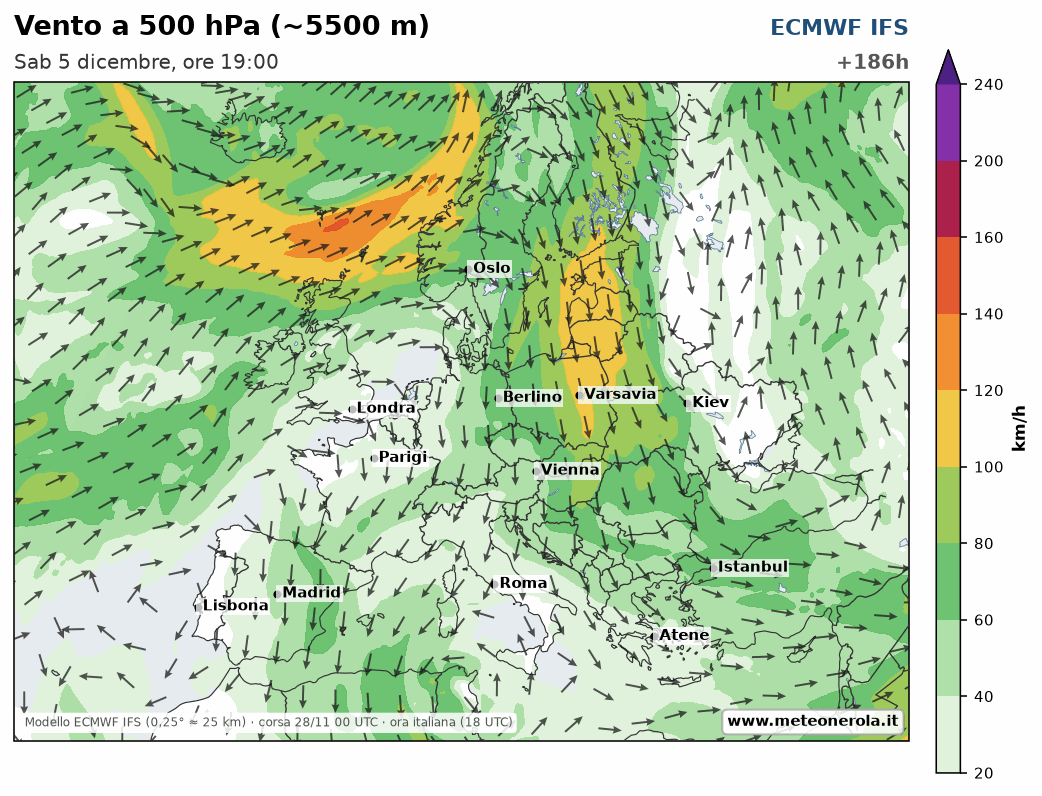 Vento a 500 hPa (~5500 m)
ECMWF IFS
Sab 5 dicembre, ore 19:00
+186h
240
200
160
140
120
100
80
60
40
20
km/h
Oslo
Berlino
Varsavia
Kiev
Londra
Parigi
Vienna
Istanbul
Roma
Madrid
Lisbona
Atene
Modello ECMWF IFS (0,25° ≈ 25 km) · corsa 28/11 00 UTC · ora italiana (18 UTC)
www.meteonerola.it